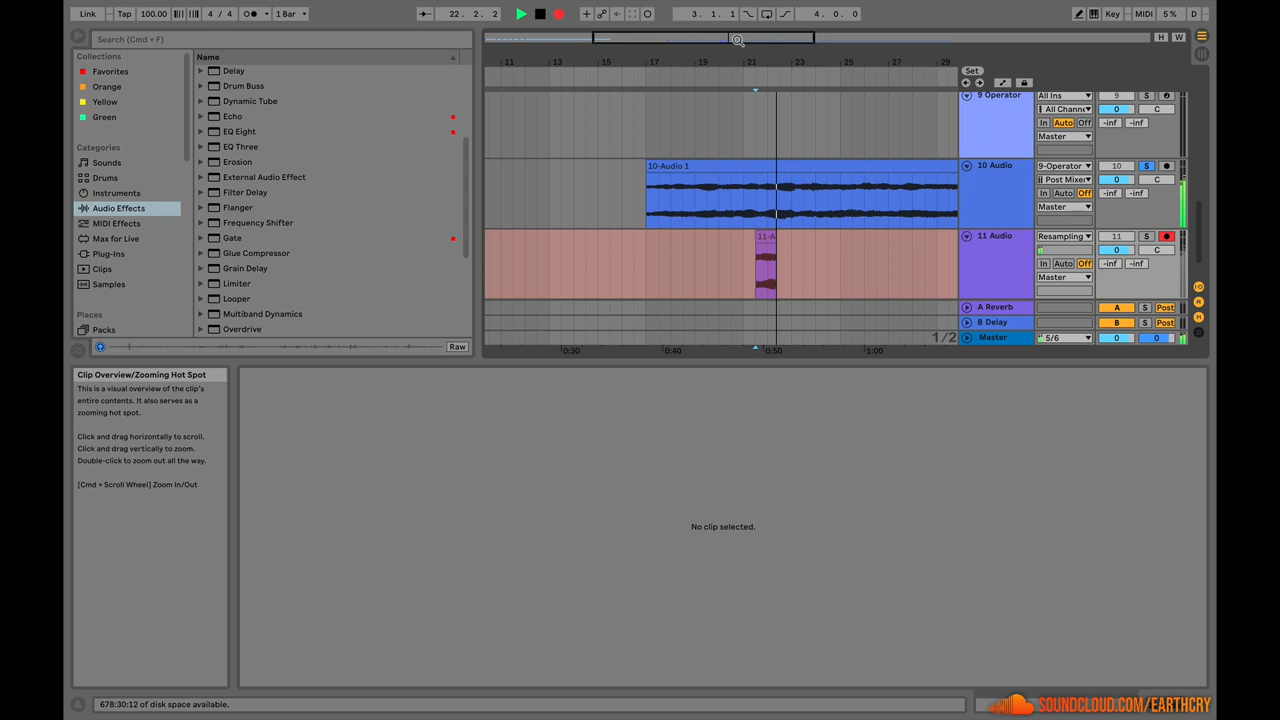 Link Tap 100.00 4 / 4 1 Bar 22. 2. 2 3. 1. 1 4. 0. 0 Key MIDI 5 % D
Search (Cmd + F)
H W
Collections
Favorites
Orange
Yellow
Green
Categories
Sounds
Drums
Instruments
Audio Effects
MIDI Effects
Max for Live
Plug-Ins
Clips
Samples
Places
Packs
Name
Delay
Drum Buss
Dynamic Tube
Echo
EQ Eight
EQ Three
Erosion
External Audio Effect
Filter Delay
Flanger
Frequency Shifter
Gate
Glue Compressor
Grain Delay
Limiter
Looper
Multiband Dynamics
Overdrive
Raw
11 13 15 17 19 21 23 25 27 29
Set
9 Operator All Ins 9 S
All Channe 0 C
In Auto Off -inf -inf
Master
10-Audio 1
10 Audio 9-Operator 10 S
Post Mixer 0 C
In Auto Off -inf -inf
Master
11-A
11 Audio Resampling 11 S
0 C
In Auto Off -inf -inf
Master
A Reverb A S Post
B Delay B S Post
1/2 Master 5/6 0 0
0:30 0:40 0:50 1:00
Clip Overview/Zooming Hot Spot
This is a visual overview of the clip's
entire contents. It also serves as a
zooming hot spot.
Click and drag horizontally to scroll.
Click and drag vertically to zoom.
Double-click to zoom out all the way.
[Cmd + Scroll Wheel] Zoom In/Out
No clip selected.
678:30:12 of disk space available.
SOUNDCLOUD.COM/EARTHCRY